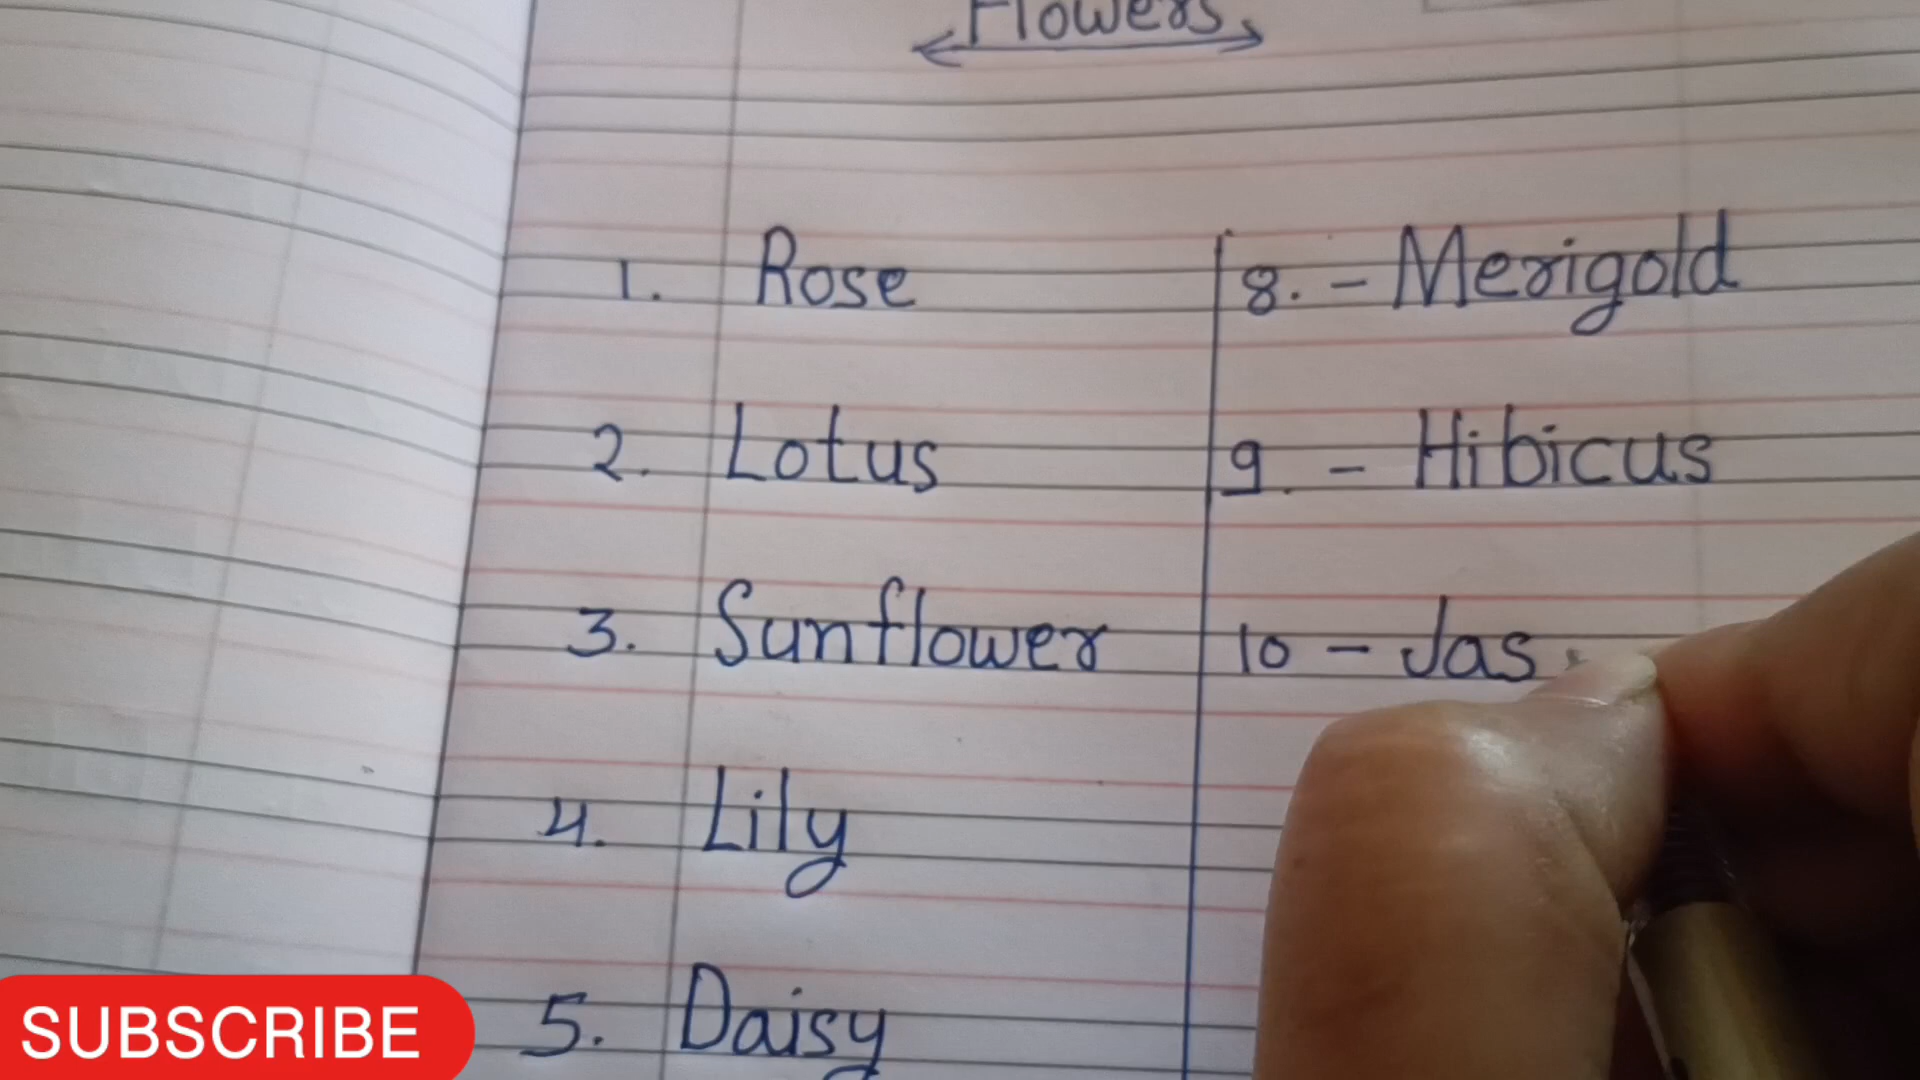 Flowers
1. Rose
2. Lotus
3. Sunflower
4. Lily
5. Daisy
8. - Merigold
9. - Hibicus
10 - Jas
SUBSCRIBE